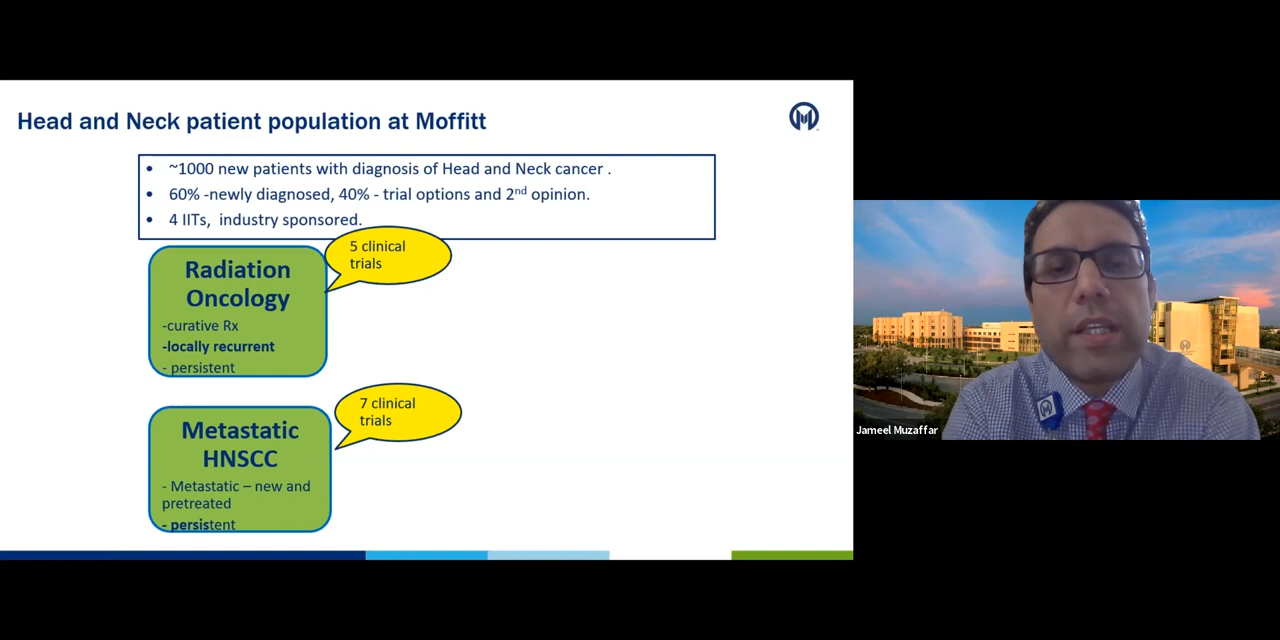 Head and Neck patient population at Moffitt
• ~1000 new patients with diagnosis of Head and Neck cancer .
• 60% -newly diagnosed, 40% - trial options and 2nd opinion.
• 4 IITs, industry sponsored.
5 clinical
trials
Radiation
Oncology
-curative Rx
-locally recurrent
- persistent
7 clinical
trials
Metastatic
HNSCC
- Metastatic – new and
pretreated
- persistent
Jameel Muzaffar